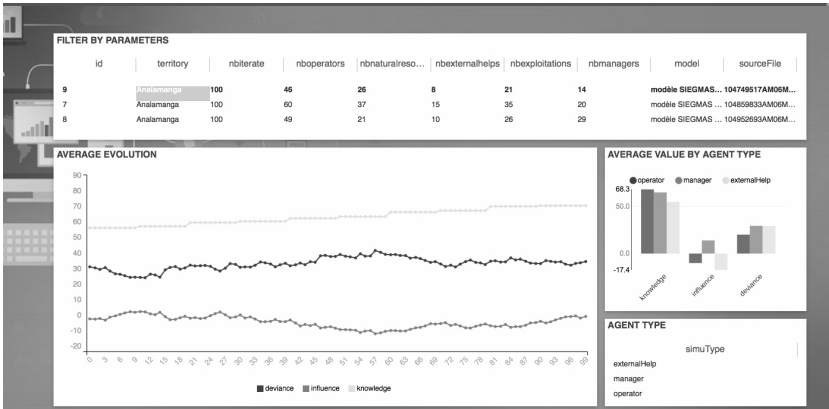 FILTER BY PARAMETERS
id territory nbiterate nboperators nbnaturalreso... nbexternalhelps nbexploitations nbmanagers model sourceFile
9 Analamanga 100 46 26 8 21 14 modèle SIEGMAS ... 104749517AM06M...
7 Analamanga 100 60 37 15 35 20 modèle SIEGMAS ... 104859833AM06M...
8 Analamanga 100 49 21 10 26 29 modèle SIEGMAS ... 104952693AM06M...
AVERAGE EVOLUTION
90
80
70
60
50
40
30
20
10
0
-10
-20
0 3 6 9 12 15 18 21 24 27 30 33 36 39 42 45 48 51 54 57 60 63 66 69 72 75 78 81 84 87 90 93 96 99
deviance influence knowledge
AVERAGE VALUE BY AGENT TYPE
operator manager externalHelp
68.3
50.0
0.0
-17.4
knowledge influence deviance
AGENT TYPE
simuType
externalHelp
manager
operator